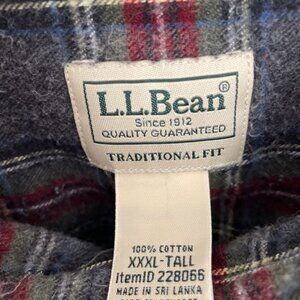 L.L.Bean®
Since 1912
QUALITY GUARANTEED
TRADITIONAL FIT
100% COTTON
XXXL-TALL
ItemID 228066
MADE IN SRI LANKA